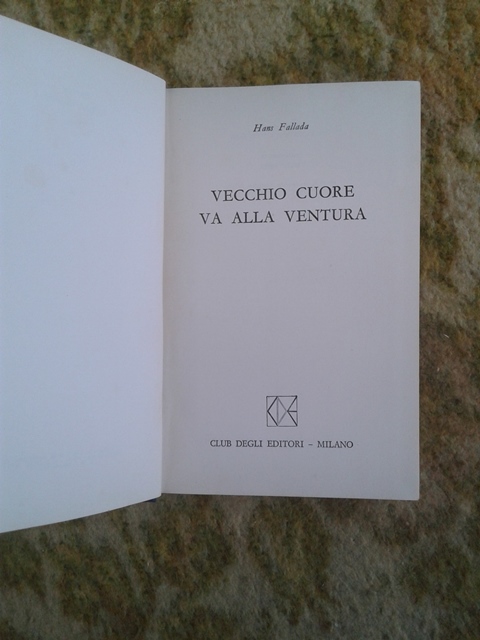 Hans Fallada
VECCHIO CUORE
VA ALLA VENTURA
CLUB DEGLI EDITORI – MILANO